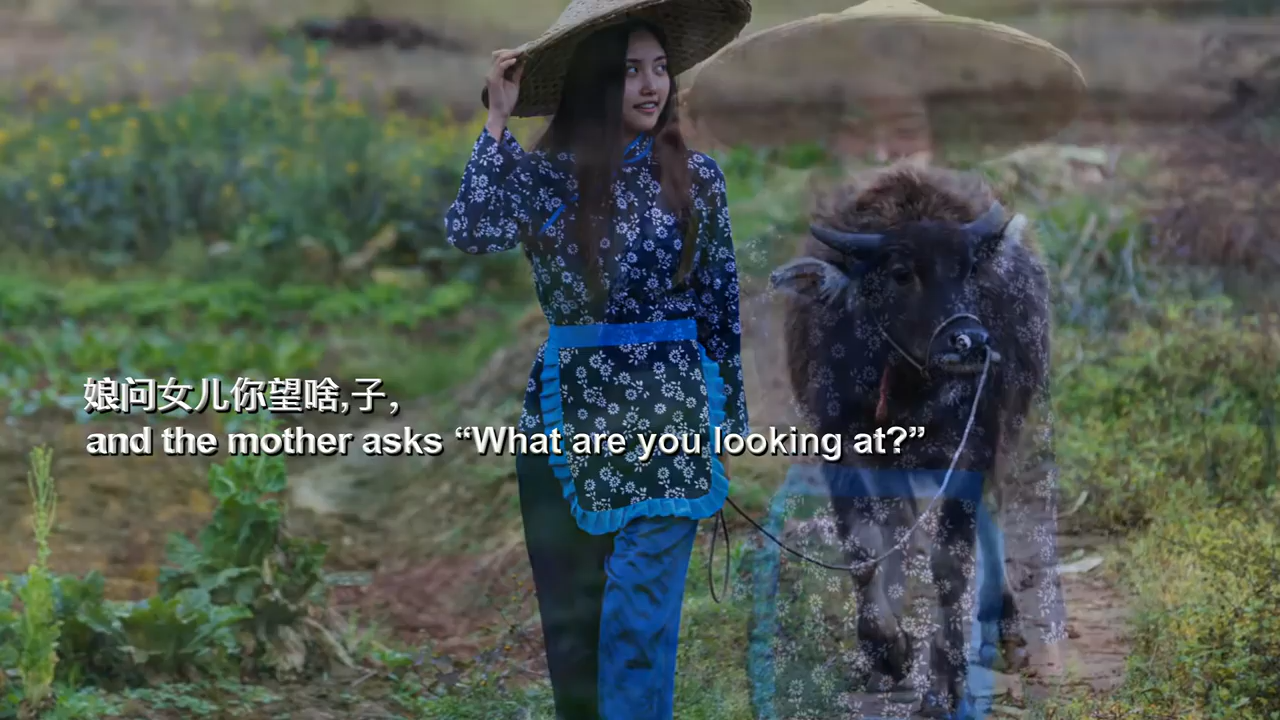 娘问女儿你望啥,子，
and the mother asks “What are you looking at?”